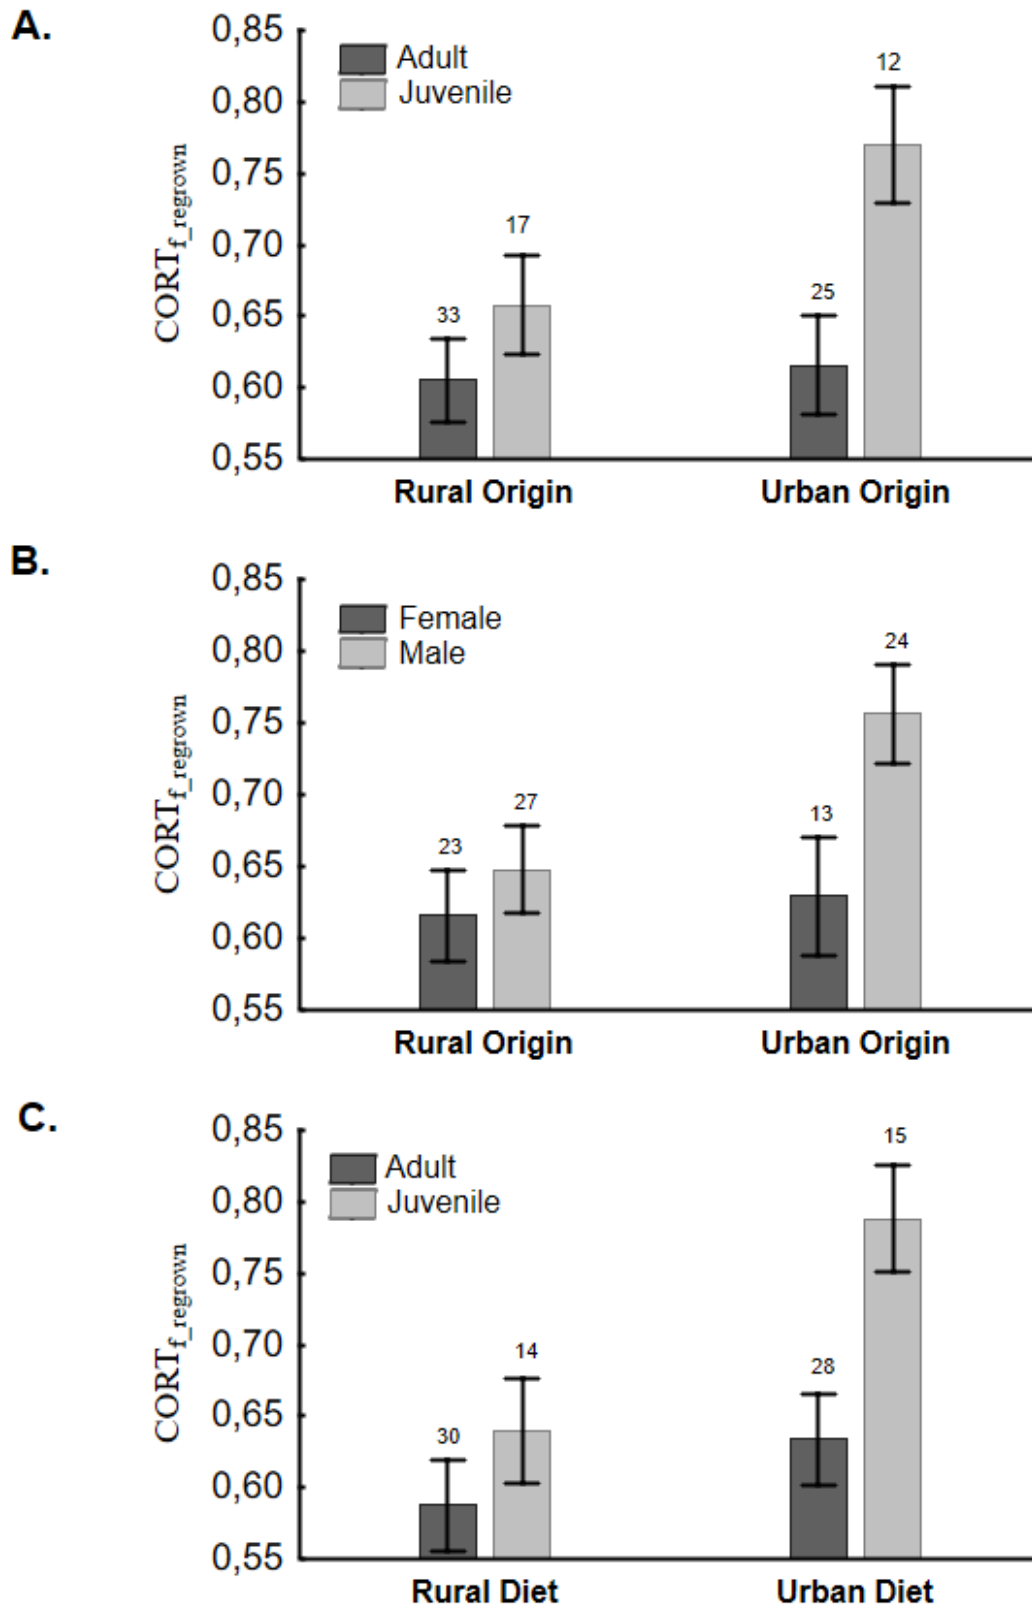 A.
0,85
0,80
0,75
0,70
0,65
0,60
0,55
CORTf_regrown
Adult
Juvenile
33
17
25
12
Rural Origin
Urban Origin
B.
0,85
0,80
0,75
0,70
0,65
0,60
0,55
CORTf_regrown
Female
Male
23
27
13
24
Rural Origin
Urban Origin
C.
0,85
0,80
0,75
0,70
0,65
0,60
0,55
CORTf_regrown
Adult
Juvenile
30
14
28
15
Rural Diet
Urban Diet